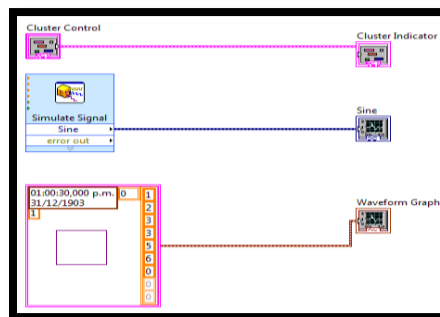 Cluster Control
Cluster Indicator
Simulate Signal
Sine
error out
Sine
01:00:30,000 p.m.
31/12/1903
1
0
1
2
3
3
5
6
0
0
0
Waveform Graph